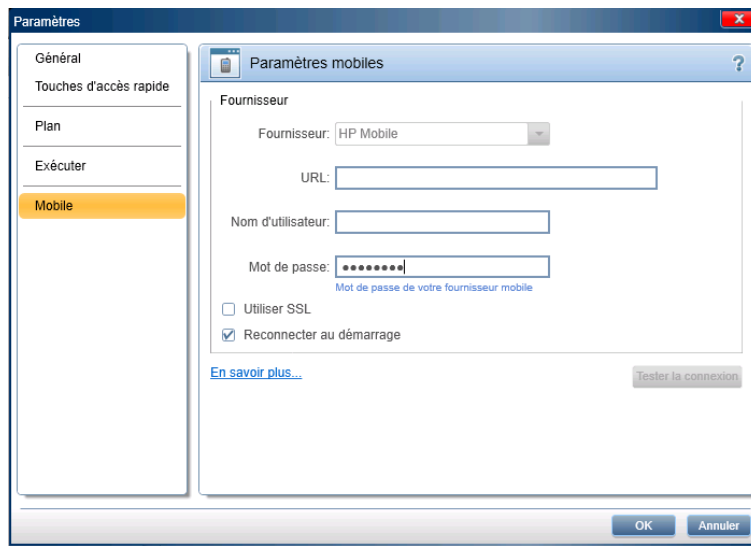 Paramètres
Général
Touches d'accès rapide
Plan
Exécuter
Mobile
Paramètres mobiles
?
Fournisseur
Fournisseur: HP Mobile
URL:
Nom d'utilisateur:
Mot de passe: ●●●●●●●●
Mot de passe de votre fournisseur mobile
Utiliser SSL
Reconnecter au démarrage
En savoir plus...
Tester la connexion
OK
Annuler